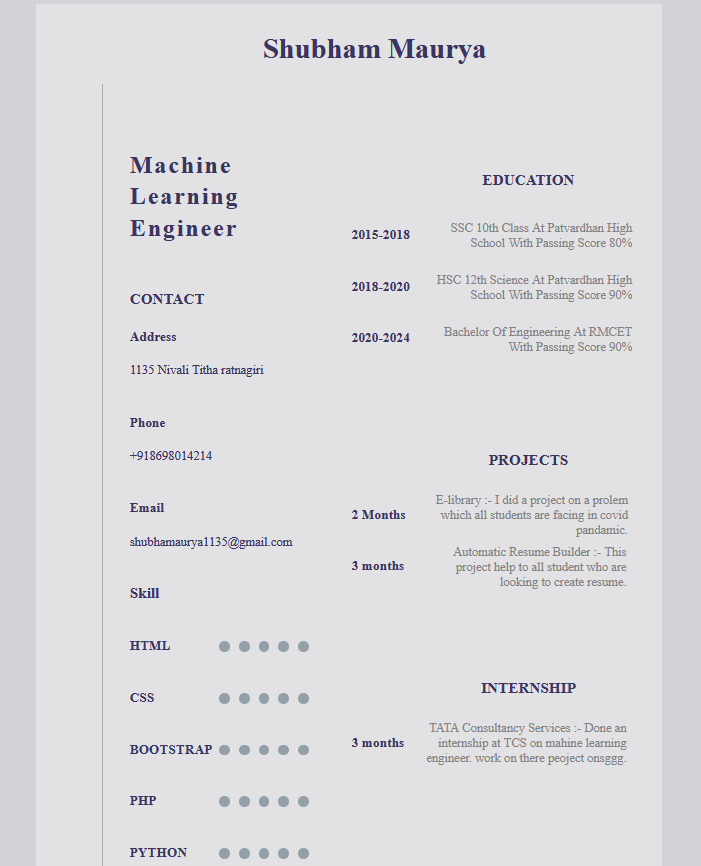 Shubham Maurya
Machine
Learning
Engineer
CONTACT
Address
1135 Nivali Titha ratnagiri
Phone
+918698014214
Email
shubhamaurya1135@gmail.com
Skill
HTML
CSS
BOOTSTRAP
PHP
PYTHON
EDUCATION
2015-2018
SSC 10th Class At Patvardhan High
School With Passing Score 80%
2018-2020
HSC 12th Science At Patvardhan High
School With Passing Score 90%
2020-2024
Bachelor Of Engineering At RMCET
With Passing Score 90%
PROJECTS
2 Months
E-library :- I did a project on a prolem
which all students are facing in covid
pandamic.
3 months
Automatic Resume Builder :- This
project help to all student who are
looking to create resume.
INTERNSHIP
3 months
TATA Consultancy Services :- Done an
internship at TCS on mahine learning
engineer. work on there peoject onsggg.